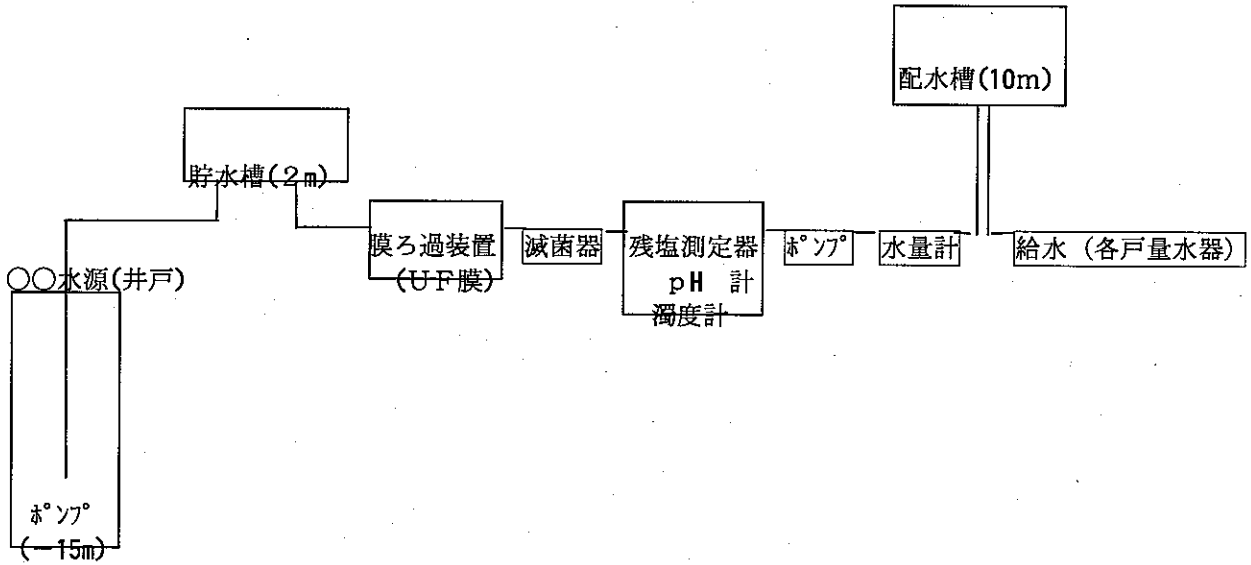 配水槽(10m)
貯水槽(2m)
膜ろ過装置
(UF膜)
滅菌器
残塩測定器
pH 計
濁度計
ﾎﾟﾝﾌﾟ
水量計
給水(各戸量水器)
○○水源(井戸)
ﾎﾟﾝﾌﾟ
(-15m)